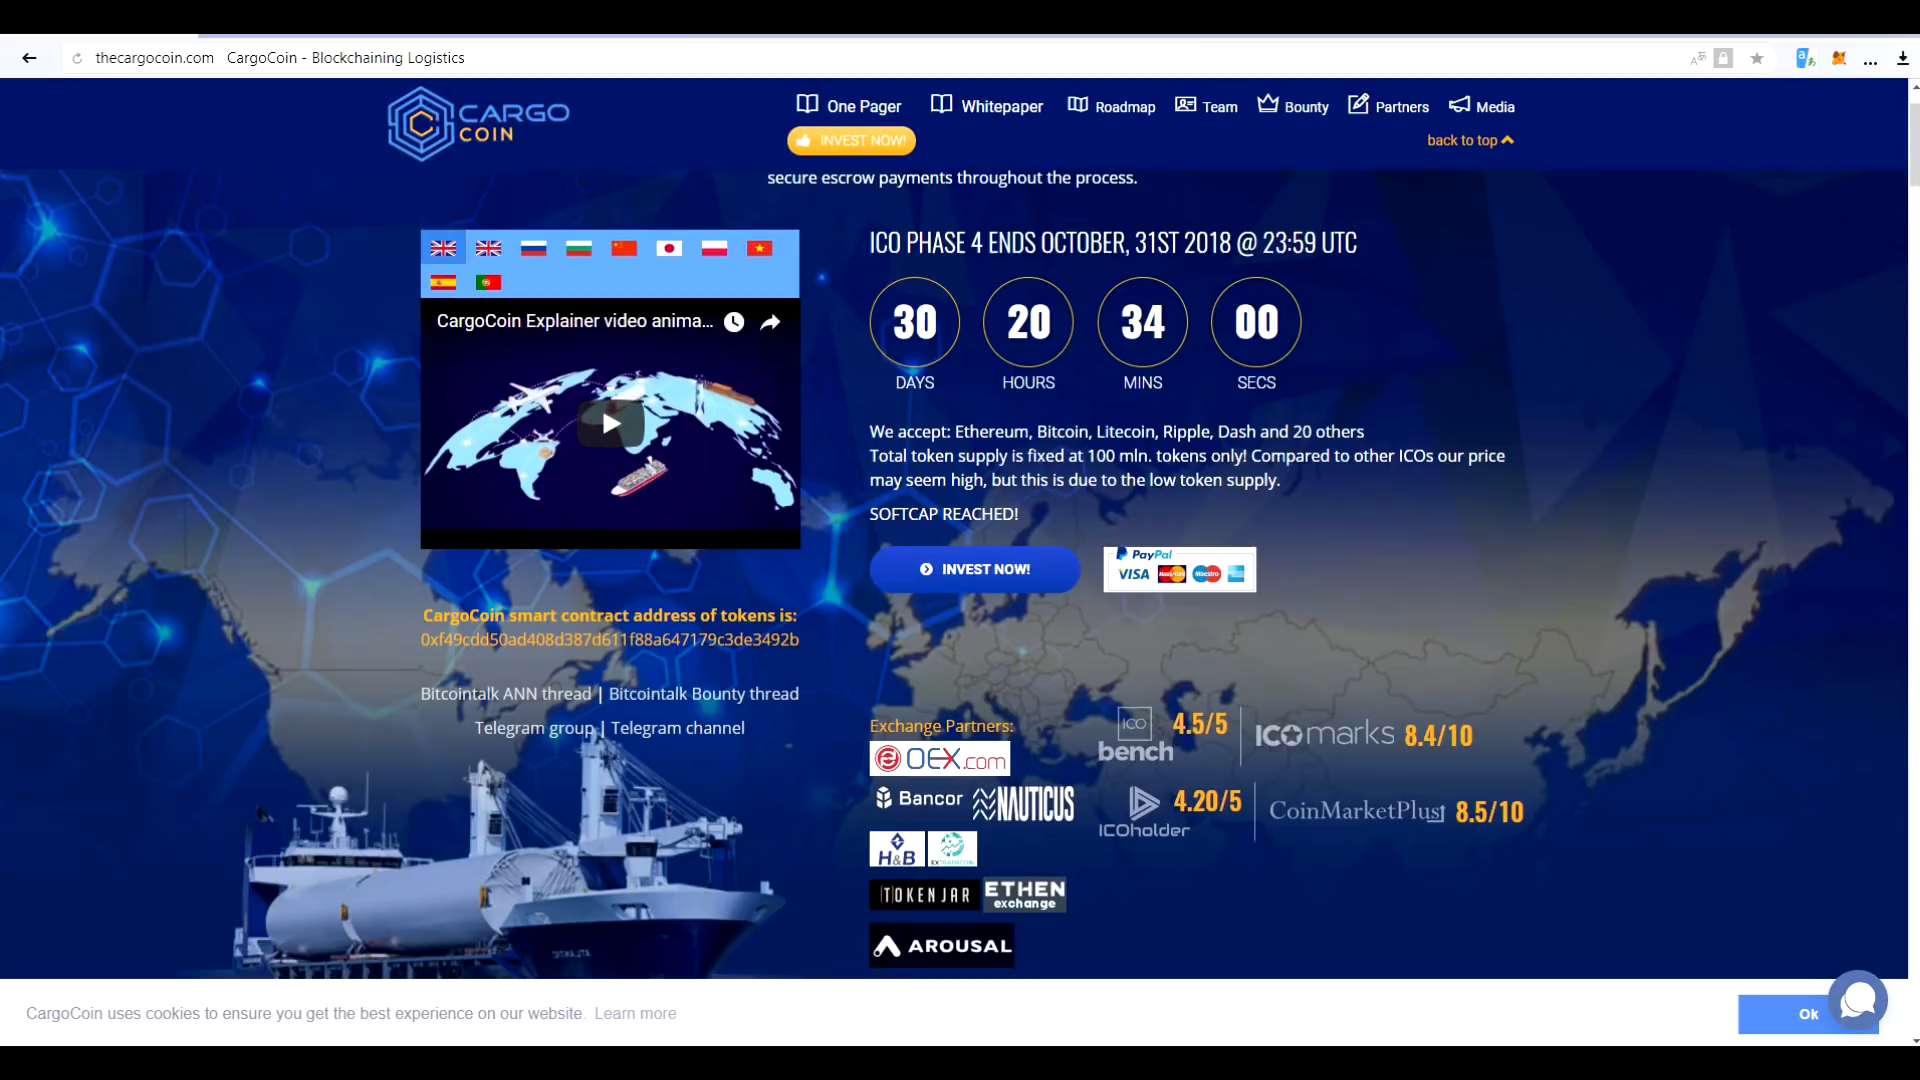 thecargocoin.com CargoCoin - Blockchaining Logistics
CARGO
COIN
One Pager
Whitepaper
Roadmap
Team
Bounty
Partners
Media
INVEST NOW!
back to top
secure escrow payments throughout the process.
ICO PHASE 4 ENDS OCTOBER, 31ST 2018 @ 23:59 UTC
30 20 34 00
DAYS HOURS MINS SECS
CargoCoin Explainer video anima...
We accept: Ethereum, Bitcoin, Litecoin, Ripple, Dash and 20 others
Total token supply is fixed at 100 mln. tokens only! Compared to other ICOs our price
may seem high, but this is due to the low token supply.
SOFTCAP REACHED!
INVEST NOW!
PayPal
VISA MasterCard Maestro
CargoCoin smart contract address of tokens is:
0xf49cdd50ad408d387d611f88a647179c3de3492b
Bitcointalk ANN thread | Bitcointalk Bounty thread
Telegram group | Telegram channel
Exchange Partners:
OEX.com
Bancor NAUTICUS
H&B
TOKENJAR ETHEN
exchange
AROUSAL
ICO
bench 4.5/5
ICOmarks 8.4/10
ICOholder 4.20/5
CoinMarketPlus 8.5/10
CargoCoin uses cookies to ensure you get the best experience on our website. Learn more
Ok